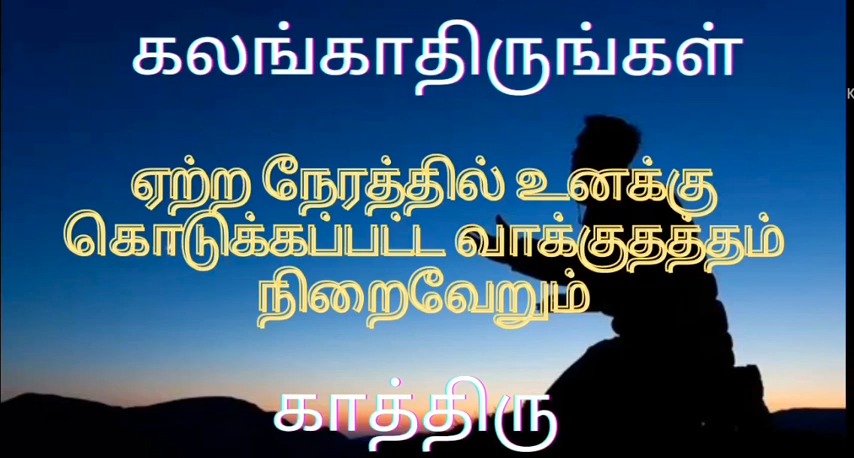 கலங்காதிருங்கள்
ஏற்ற நேரத்தில் உனக்கு
கொடுக்கப்பட்ட வாக்குதத்தம்
நிறைவேறும்
காத்திரு